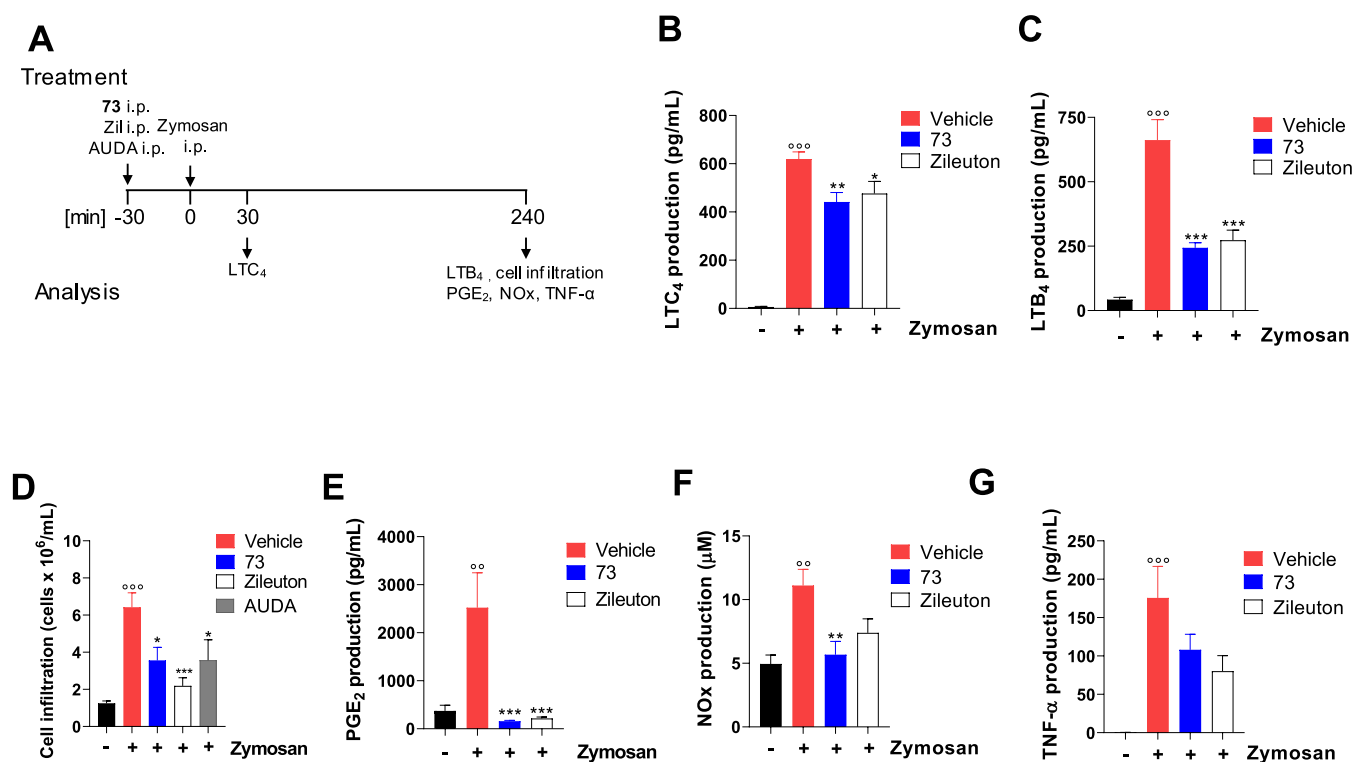 A
Treatment
73 i.p.
Zil i.p.
AUDA i.p.
Zymosan
i.p.
[min] -30 0 30 240
LTC4
LTB4 , cell infiltration
PGE2, NOx, TNF-α
Analysis
B
LTC4 production (pg/mL)
800
600
400
200
0
°°°
**
*
Vehicle
73
Zileuton
- + + + Zymosan
C
LTB4 production (pg/mL)
750
500
250
0
°°°
***
***
Vehicle
73
Zileuton
- + + + Zymosan
D
Cell infiltration (cells x 10⁶/mL)
10
8
6
4
2
0
°°°
*
***
*
Vehicle
73
Zileuton
AUDA
- + + + + Zymosan
E
PGE2 production (pg/mL)
4000
3000
2000
1000
0
°°
***
***
Vehicle
73
Zileuton
- + + + Zymosan
F
NOx production (μM)
15
10
5
0
°°
**
Vehicle
73
Zileuton
- + + + Zymosan
G
TNF-α production (pg/mL)
250
200
150
100
50
0
°°°
Vehicle
73
Zileuton
- + + + Zymosan